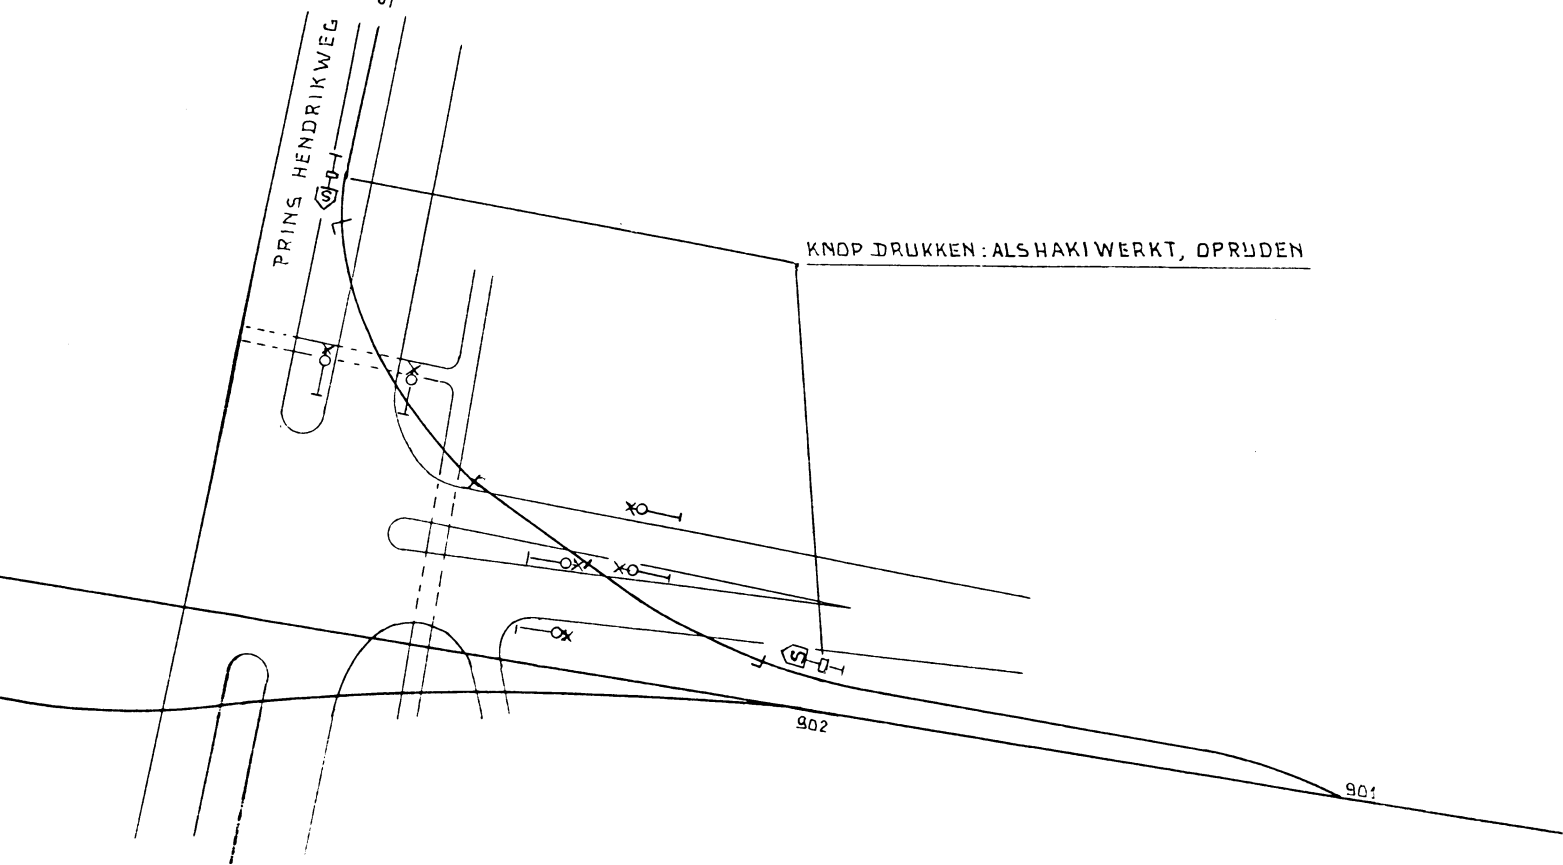 PRINS HENDRIKWEG
S
KNOP DRUKKEN: ALS HAKI WERKT, OPRIJDEN
S
902
901